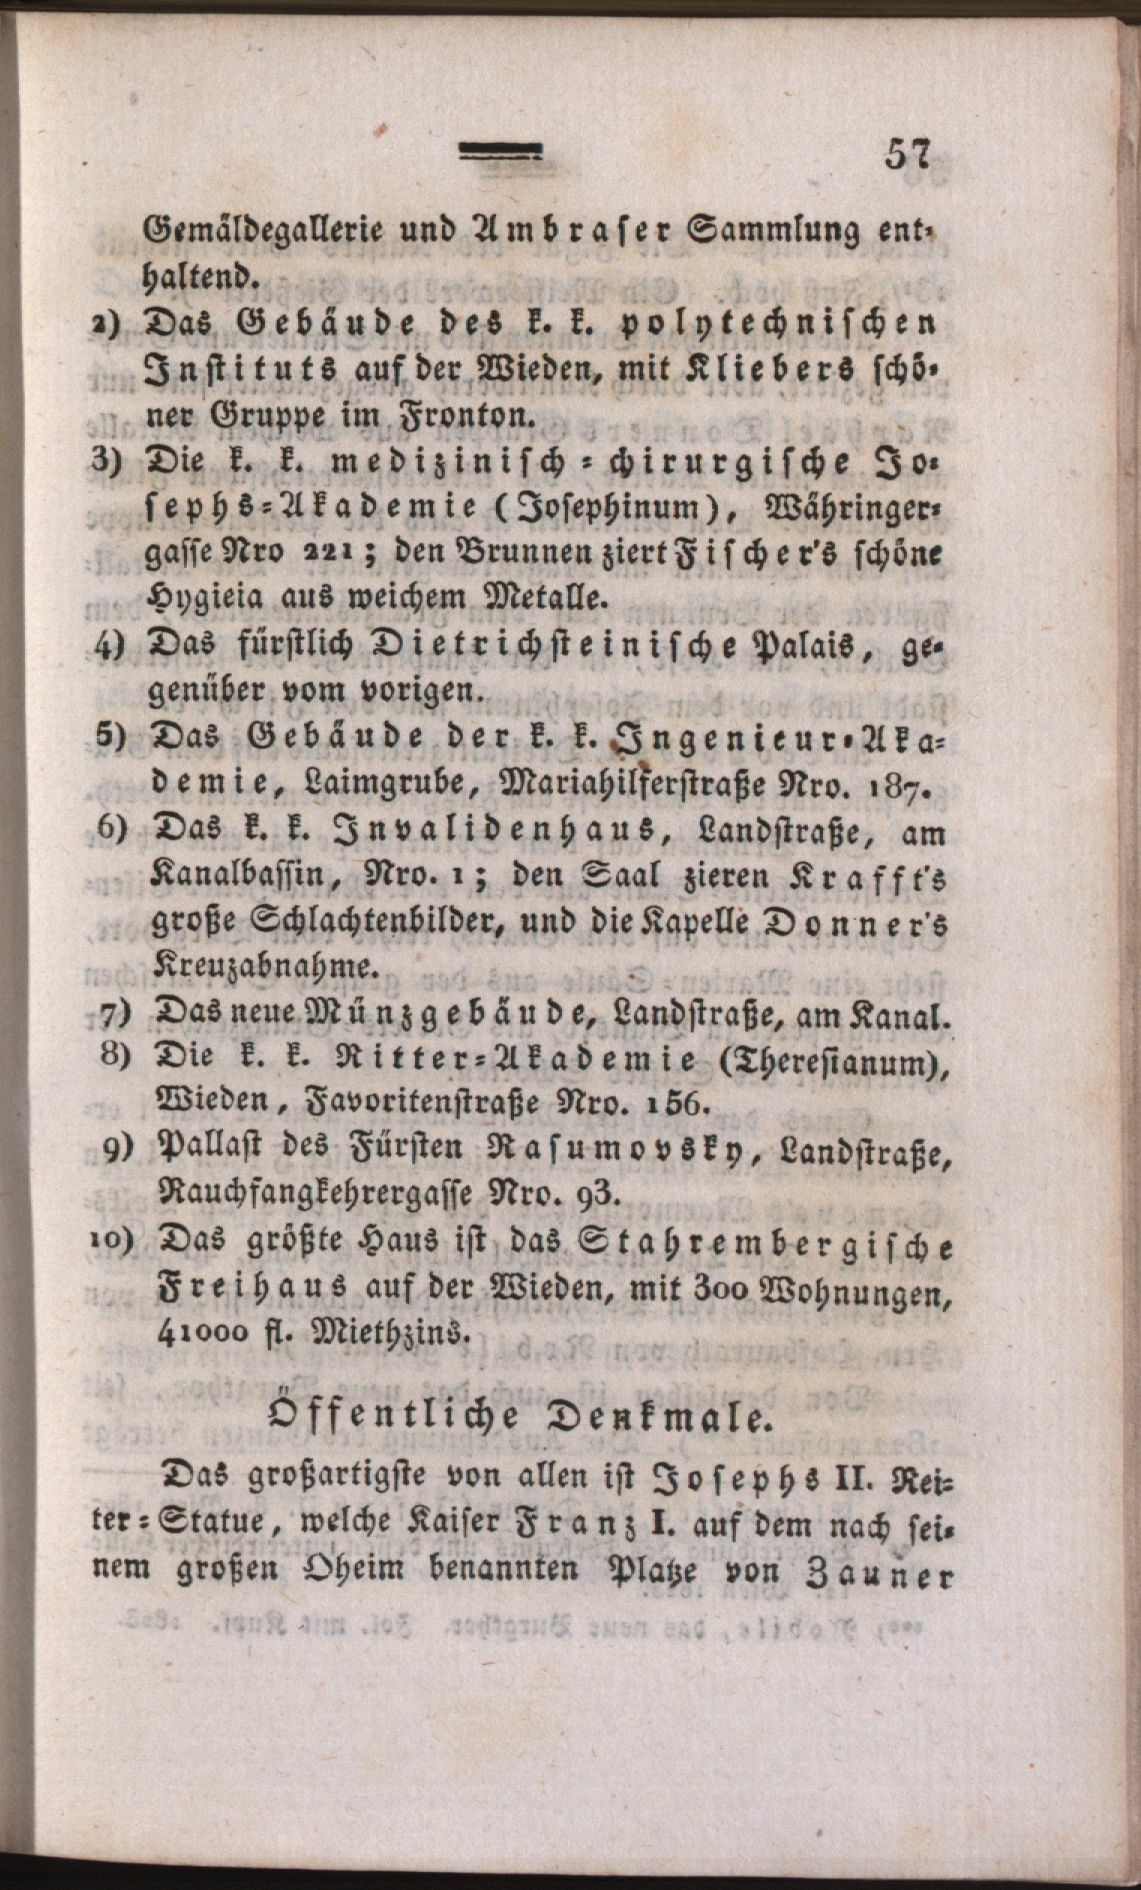 57
Gemäldegallerie und Ambraser Sammlung ent-
haltend.
2) Das Gebäude des k. k. polytechnischen
Instituts auf der Wieden, mit Kliebers schö-
ner Gruppe im Fronton.
3) Die k. k. medizinisch-chirurgische Jo-
sephs-Akademie (Josephinum), Währinger-
gasse Nro 221; den Brunnen ziert Fischer's schöne
Hygieia aus weichem Metalle.
4) Das fürstlich Dietrichsteinische Palais, ge-
genüber vom vorigen.
5) Das Gebäude der k. k. Ingenieur-Aka-
demie, Laimgrube, Mariahilferstraße Nro. 187.
6) Das k. k. Invalidenhaus, Landstraße, am
Kanalbassin, Nro. 1; den Saal zieren Krafft's
große Schlachtenbilder, und die Kapelle Donner's
Kreuzabnahme.
7) Das neue Münzgebäude, Landstraße, am Kanal.
8) Die k. k. Ritter-Akademie (Theresianum),
Wieden, Favoritenstraße Nro. 156.
9) Pallast des Fürsten Rasumovsky, Landstraße,
Rauchfangkehrergasse Nro. 93.
10) Das größte Haus ist das Stahrembergische
Freihaus auf der Wieden, mit 300 Wohnungen,
41000 fl. Miethzins.
Öffentliche Denkmale.
Das großartigste von allen ist Josephs II. Rei-
ter-Statue, welche Kaiser Franz I. auf dem nach sei-
nem großen Oheim benannten Platze von Zauner